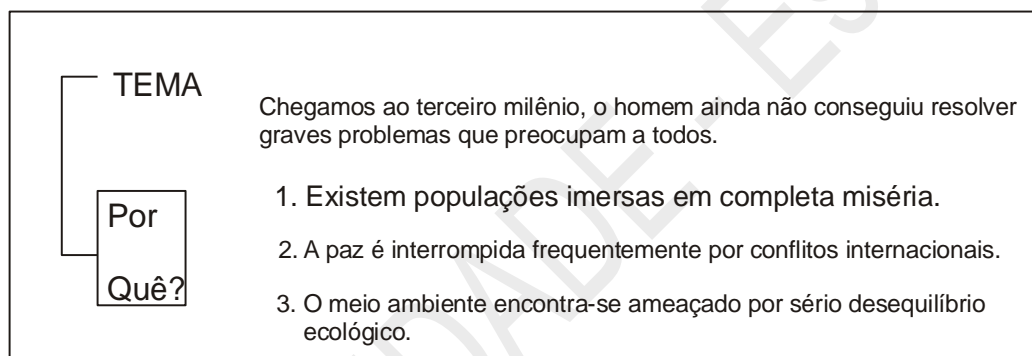 TEMA
Chegamos ao terceiro milênio, o homem ainda não conseguiu resolver
graves problemas que preocupam a todos.
Por
Quê?
1. Existem populações imersas em completa miséria.
2. A paz é interrompida frequentemente por conflitos internacionais.
3. O meio ambiente encontra-se ameaçado por sério desequilíbrio
ecológico.